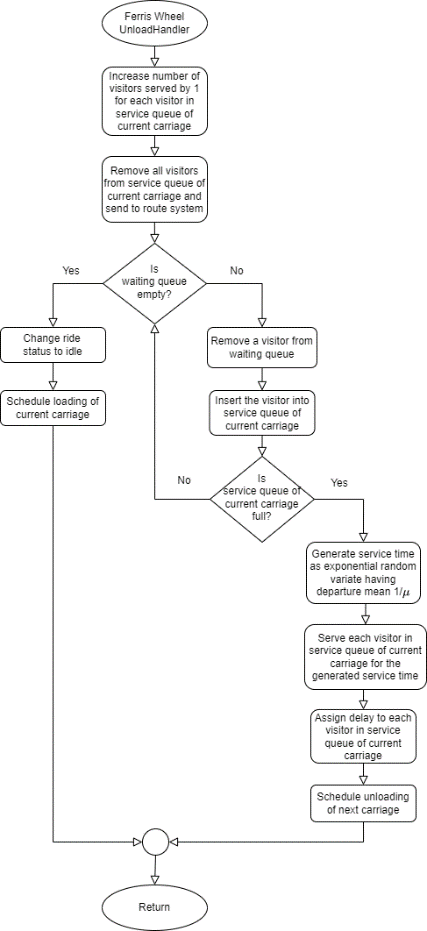 Ferris Wheel
UnloadHandler
Increase number of
visitors served by 1
for each visitor in
service queue of
current carriage
Remove all visitors
from service queue of
current carriage and
send to route system
Is
waiting queue
empty?
Yes
No
Change ride
status to idle
Schedule loading of
current carriage
Remove a visitor from
waiting queue
Insert the visitor into
service queue of
current carriage
Is
service queue of
current carriage
full?
No
Yes
Generate service time
as exponential random
variate having
departure mean 1/μ
Serve each visitor in
service queue of current
carriage for the
generated service time
Assign delay to each
visitor in service
queue of current
carriage
Schedule unloading
of next carriage
Return